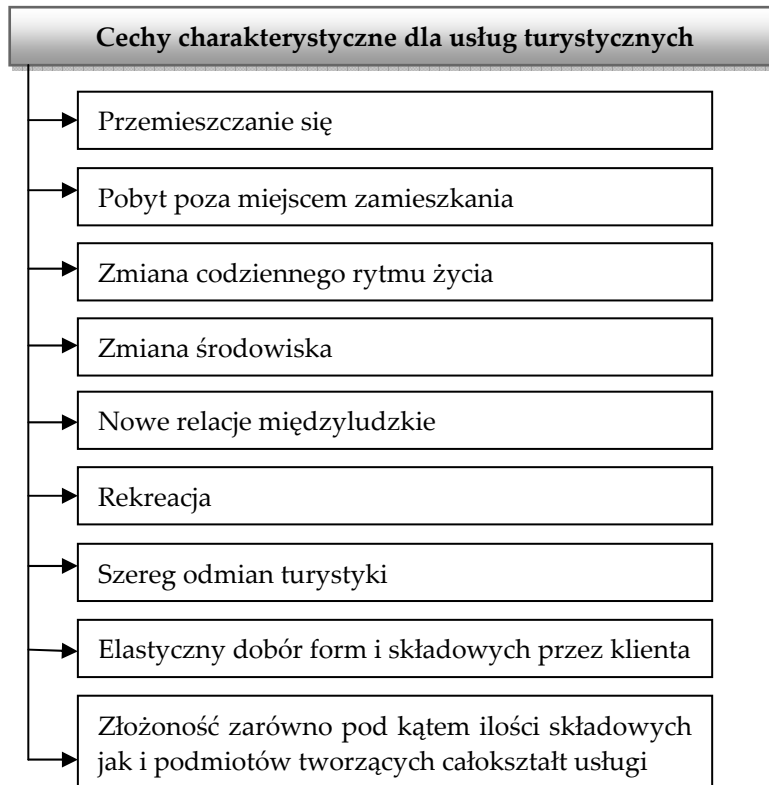 Cechy charakterystyczne dla usług turystycznych
Przemieszczanie się
Pobyt poza miejscem zamieszkania
Zmiana codziennego rytmu życia
Zmiana środowiska
Nowe relacje międzyludzkie
Rekreacja
Szereg odmian turystyki
Elastyczny dobór form i składowych przez klienta
Złożoność zarówno pod kątem ilości składowych
jak i podmiotów tworzących całokształt usługi